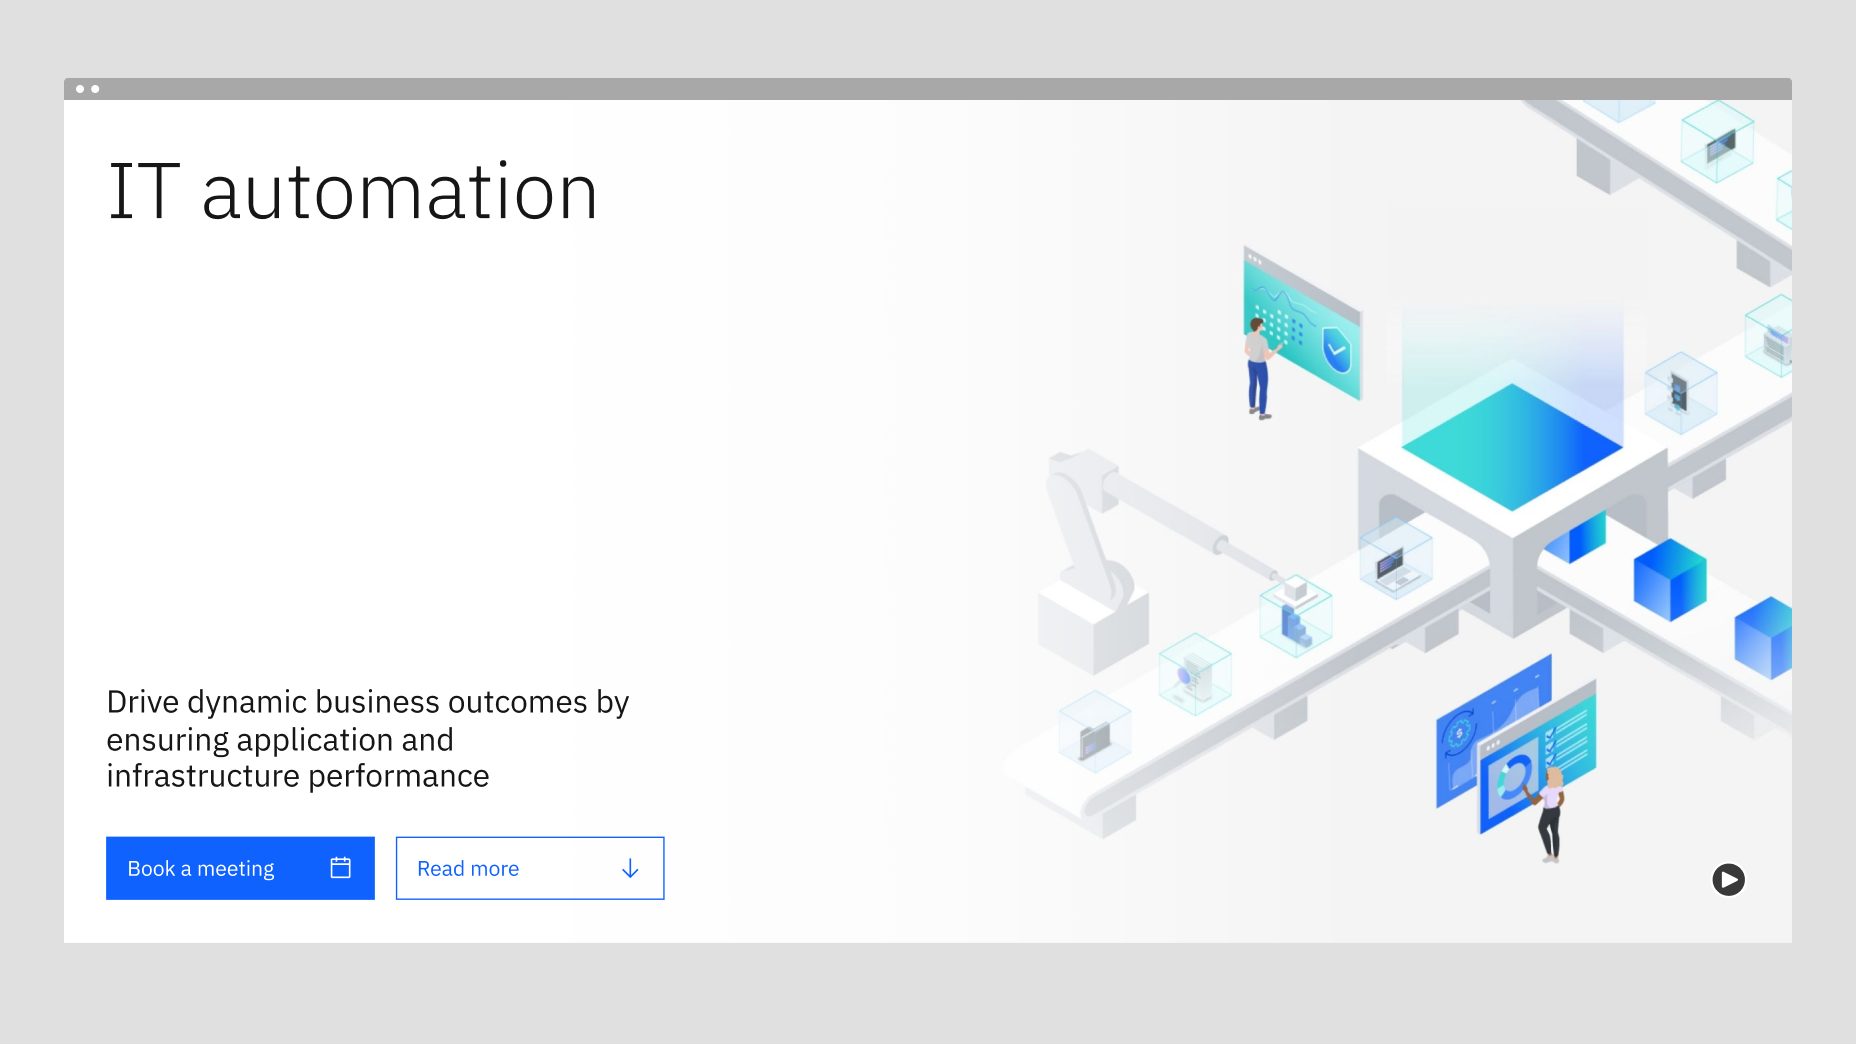 IT automation
Drive dynamic business outcomes by
ensuring application and
infrastructure performance
Book a meeting
Read more
$